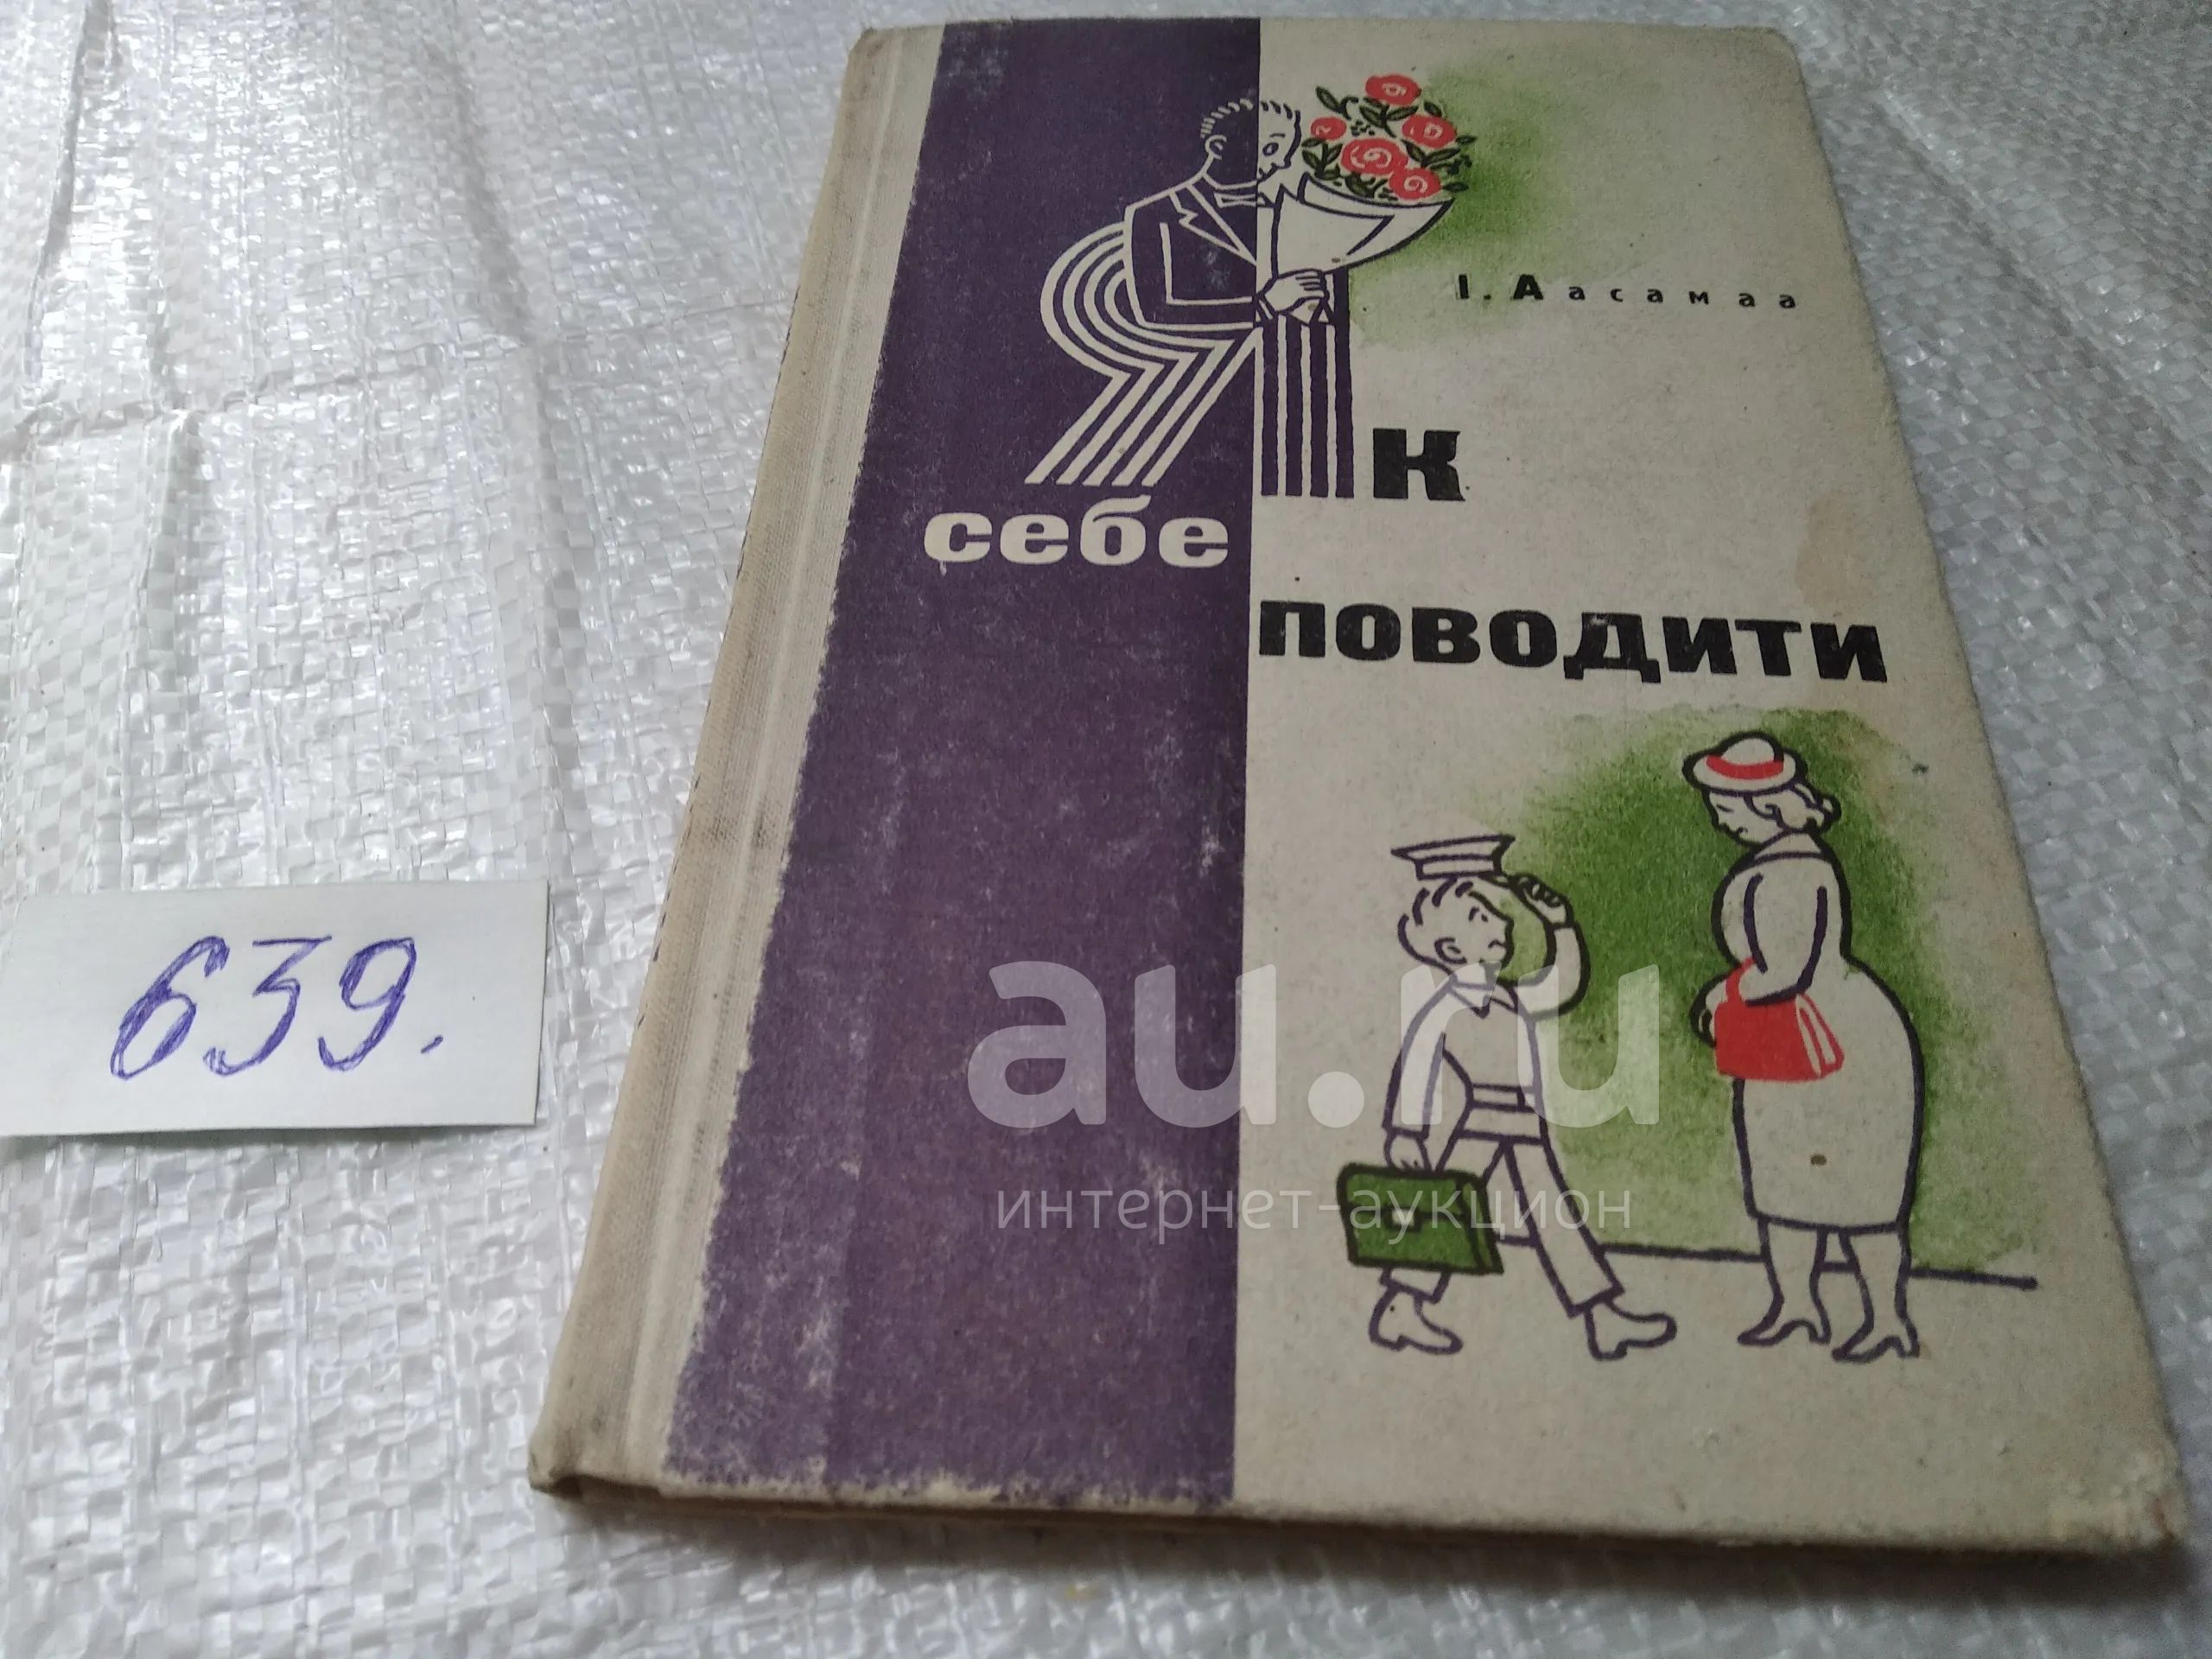 І. Аасамаа
Як
себе
поводити
639.
au.ru
интернет-аукцион